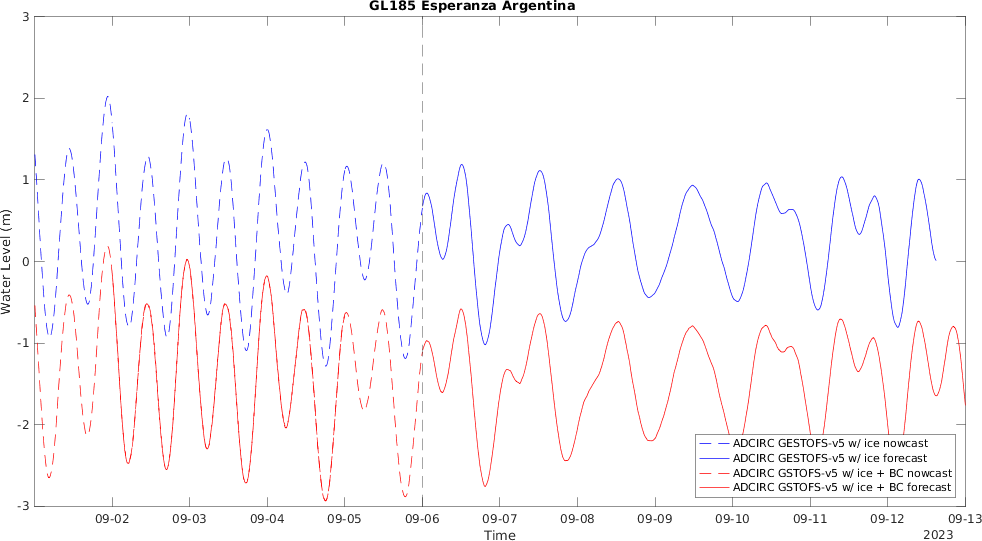 GL185 Esperanza Argentina
3
2
1
0
-1
-2
-3
Water Level (m)
ADCIRC GESTOFS-v5 w/ ice nowcast
ADCIRC GESTOFS-v5 w/ ice forecast
ADCIRC GSTOFS-v5 w/ ice + BC nowcast
ADCIRC GSTOFS-v5 w/ ice + BC forecast
09-02 09-03 09-04 09-05 09-06 09-07 09-08 09-09 09-10 09-11 09-12 09-13
Time
2023